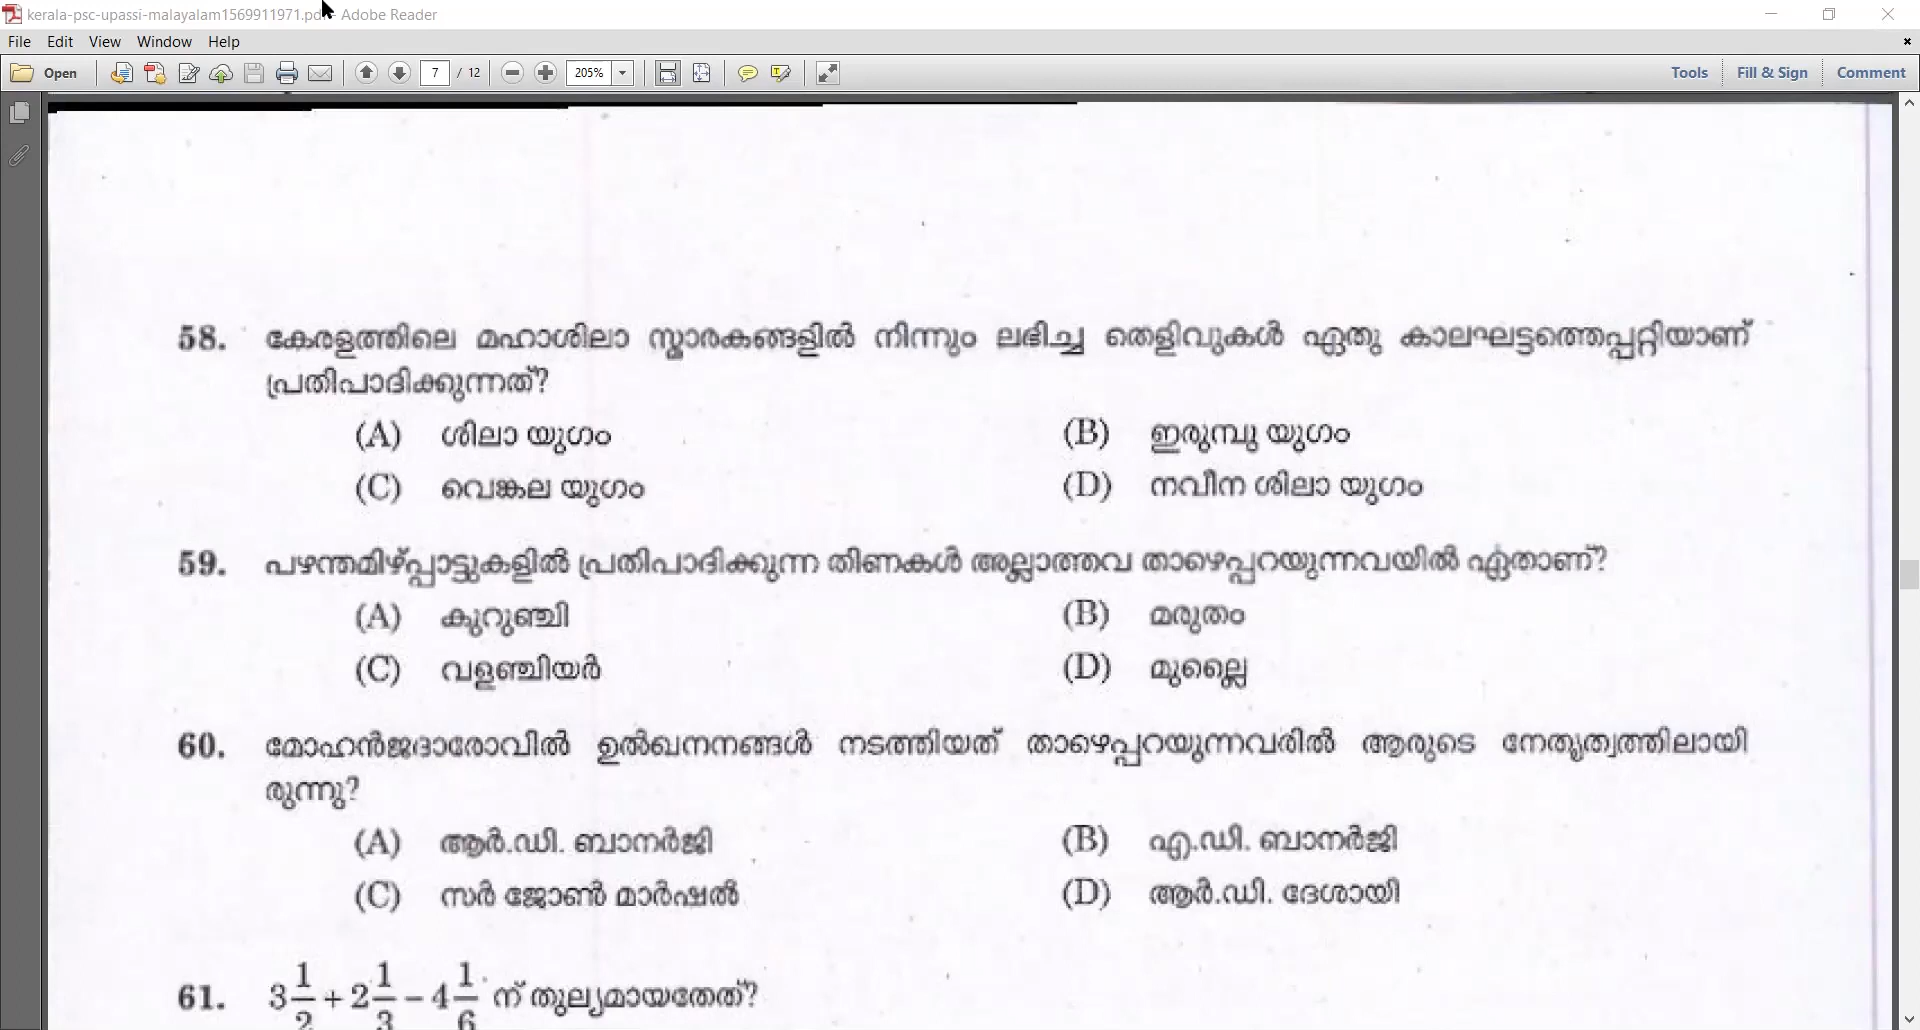 kerala-psc-upassi-malayalam1569911971.pdf - Adobe Reader
File Edit View Window Help
Open 7 / 12 205% Tools Fill & Sign Comment
58. കേരളത്തിലെ മഹാശിലാ സ്മാരകങ്ങളിൽ നിന്നും ലഭിച്ച തെളിവുകൾ ഏതു കാലഘട്ടത്തെപ്പറ്റിയാണ്
പ്രതിപാദിക്കുന്നത്?
(A) ശിലാ യുഗം (B) ഇരുമ്പു യുഗം
(C) വെങ്കല യുഗം (D) നവീന ശിലാ യുഗം
59. പഴന്തമിഴ്പ്പാട്ടുകളിൽ പ്രതിപാദിക്കുന്ന തിണകൾ അല്ലാത്തവ താഴെപ്പറയുന്നവയിൽ ഏതാണ്?
(A) കുറുഞ്ചി (B) മരുതം
(C) വളഞ്ചിയർ (D) മുല്ലൈ
60. മോഹൻജദാരോവിൽ ഉൽഖനനങ്ങൾ നടത്തിയത് താഴെപ്പറയുന്നവരിൽ ആരുടെ നേതൃത്വത്തിലായി
രുന്നു?
(A) ആർ.ഡി. ബാനർജി (B) എ.ഡി. ബാനർജി
(C) സർ ജോൺ മാർഷൽ (D) ആർ.ഡി. ദേശായി
61. 3 1/2 + 2 1/3 − 4 1/6 ന് തുല്യമായതേത്?